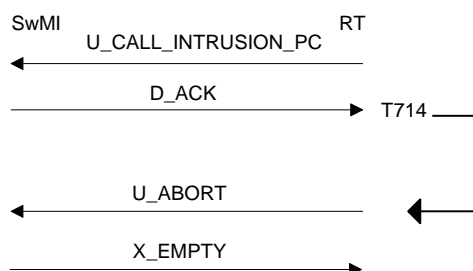 SwMI RT
U_CALL_INTRUSION_PC
D_ACK
T714
U_ABORT
X_EMPTY